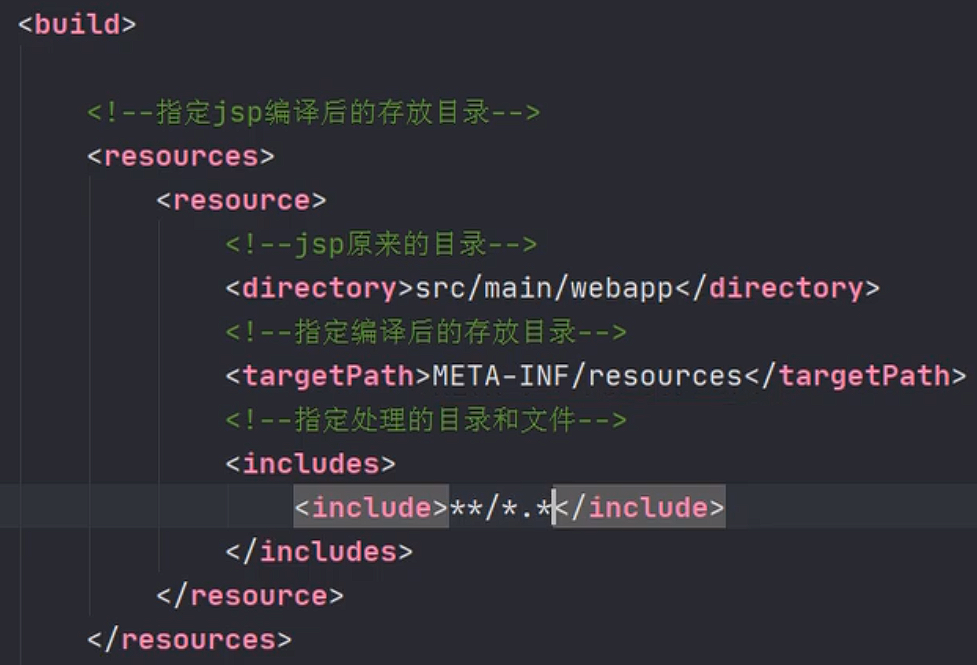 <build>
<!--指定jsp编译后的存放目录-->
<resources>
<resource>
<!--jsp原来的目录-->
<directory>src/main/webapp</directory>
<!--指定编译后的存放目录-->
<targetPath>META-INF/resources</targetPath>
<!--指定处理的目录和文件-->
<includes>
<include>**/*.*</include>
</includes>
</resource>
</resources>